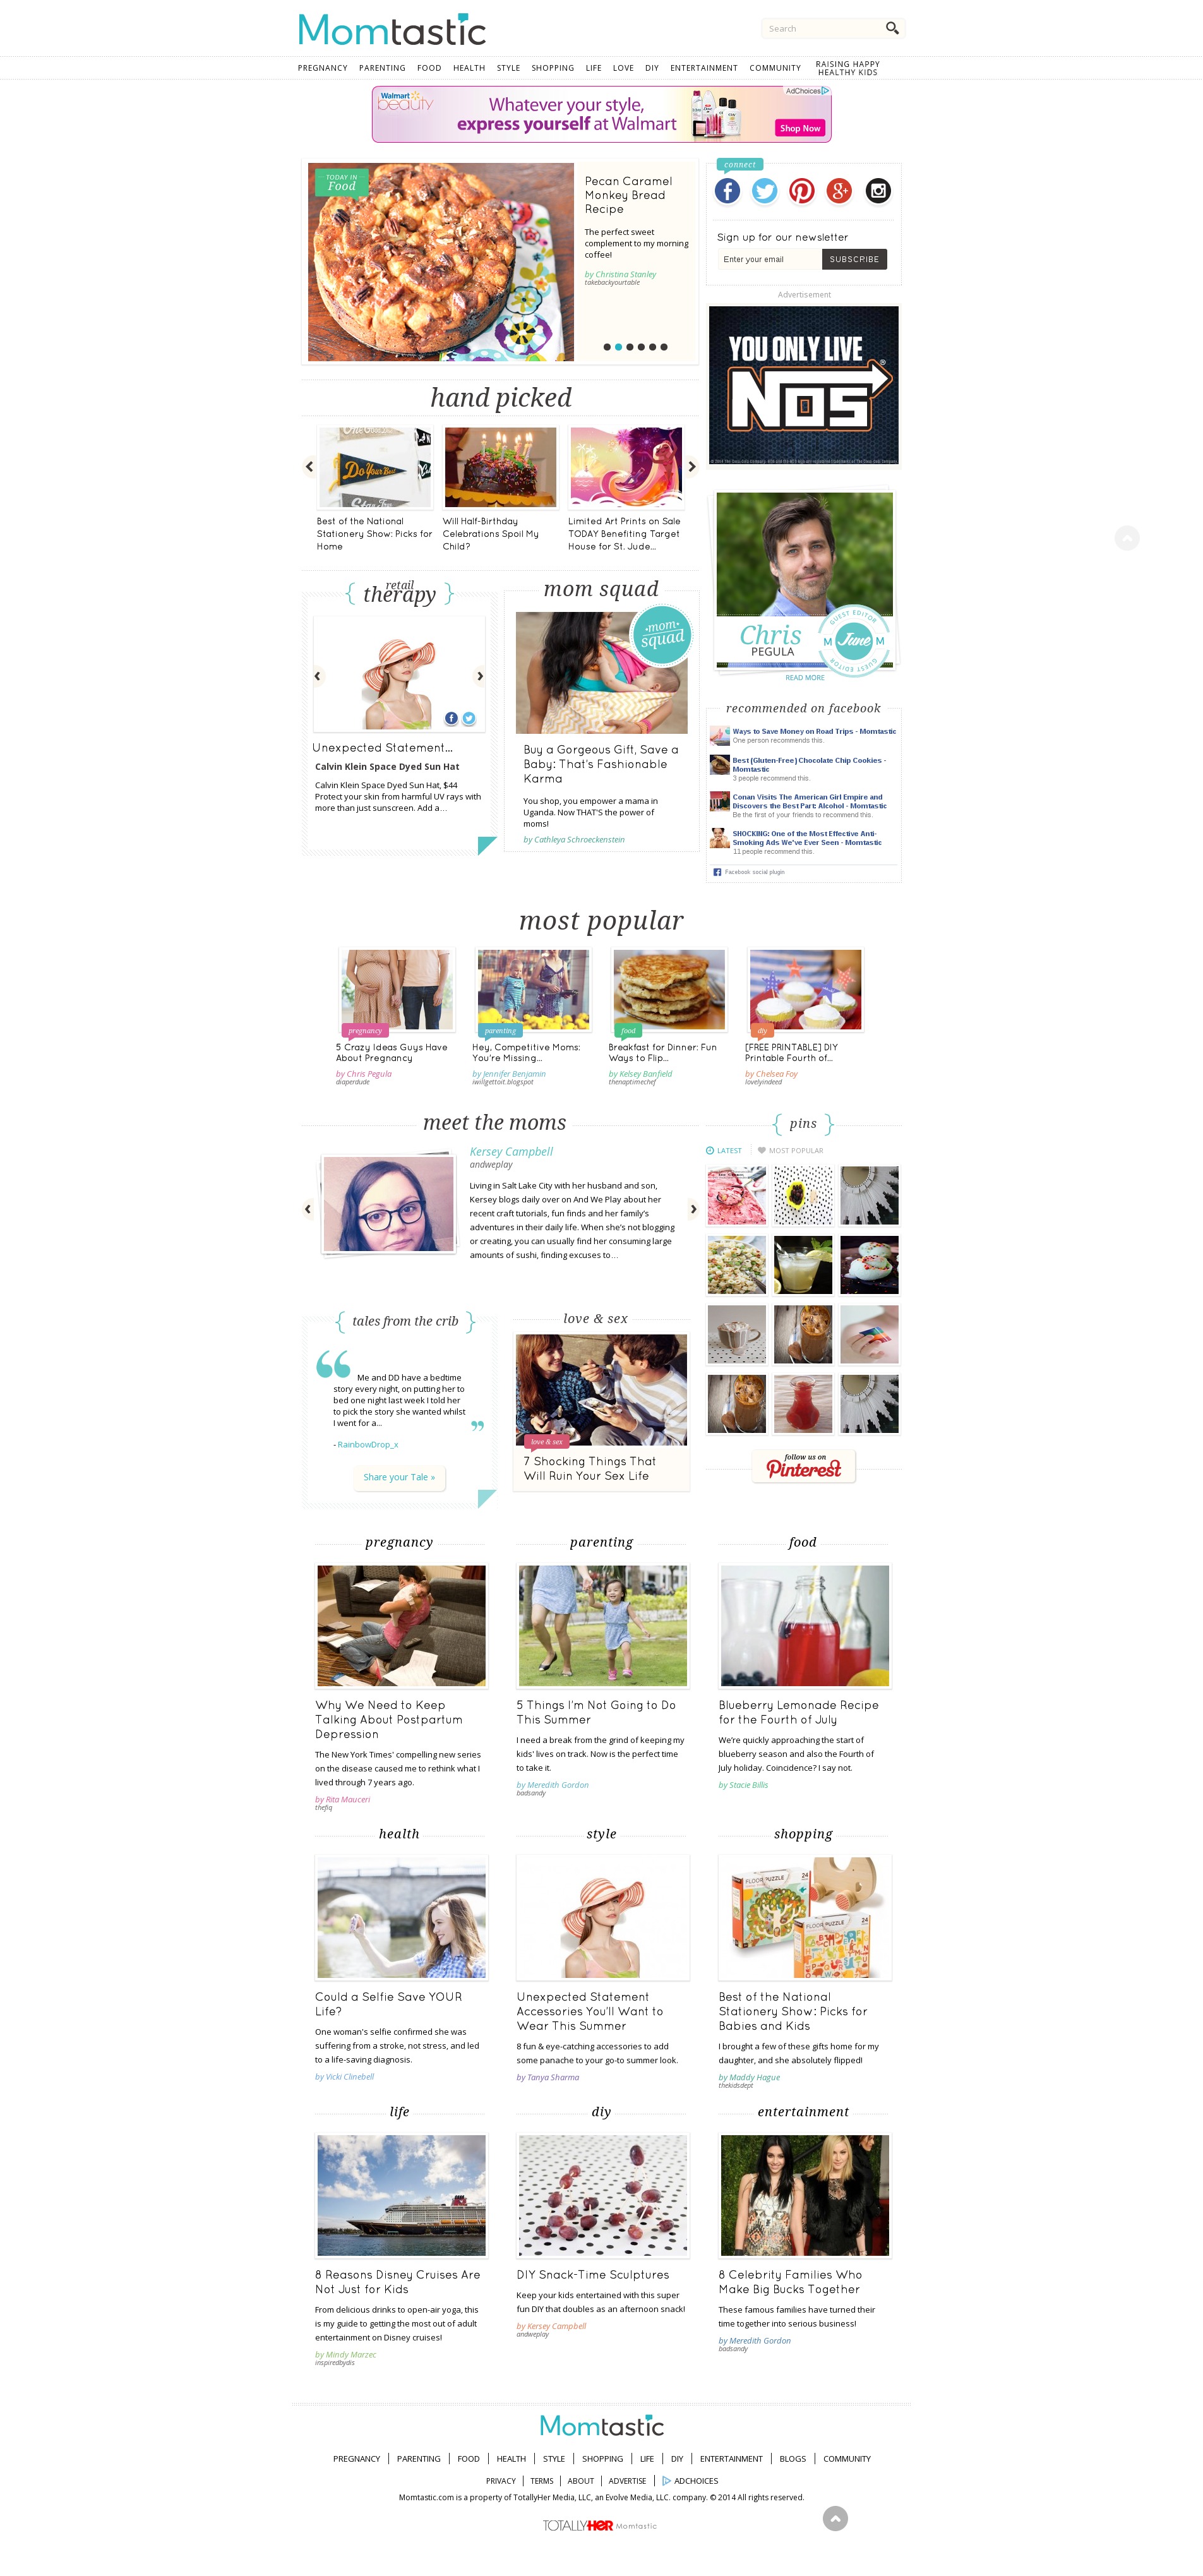 Momtastic
Search
PREGNANCY PARENTING FOOD HEALTH STYLE SHOPPING LIFE LOVE DIY ENTERTAINMENT COMMUNITY RAISING HAPPY
HEALTHY KIDS
Walmart
beauty
Whatever your style,
express yourself at Walmart
AdChoices
Shop Now
TODAY IN
Food
Pecan Caramel
Monkey Bread
Recipe
The perfect sweet
complement to my morning
coffee!
by Christina Stanley
takebackyourtable
connect
Sign up for our newsletter
Enter your email
SUBSCRIBE
Advertisement
YOU ONLY LIVE
NOS
hand picked
Do Your Best
Best of the National
Stationery Show: Picks for
Home
Will Half-Birthday
Celebrations Spoil My
Child?
Limited Art Prints on Sale
TODAY Benefiting Target
House for St. Jude...
retail
therapy
Unexpected Statement...
Calvin Klein Space Dyed Sun Hat
Calvin Klein Space Dyed Sun Hat, $44
Protect your skin from harmful UV rays with
more than just sunscreen. Add a...
mom squad
mom
squad
Buy a Gorgeous Gift, Save a
Baby: That's Fashionable
Karma
You shop, you empower a mama in
Uganda. Now THAT'S the power of
moms!
by Cathleya Schroeckenstein
Chris
PEGULA
GUEST EDITOR
M June M
GUEST EDITOR
READ MORE
recommended on facebook
Ways to Save Money on Road Trips - Momtastic
One person recommends this.
Best {Gluten-Free} Chocolate Chip Cookies -
Momtastic
3 people recommend this.
Conan Visits The American Girl Empire and
Discovers the Best Part: Alcohol - Momtastic
Be the first of your friends to recommend this.
SHOCKING: One of the Most Effective Anti-
Smoking Ads We've Ever Seen - Momtastic
11 people recommend this.
Facebook social plugin
most popular
pregnancy
5 Crazy Ideas Guys Have
About Pregnancy
by Chris Pegula
diaperdude
parenting
Hey, Competitive Moms:
You're Missing...
by Jennifer Benjamin
iwillgettoit.blogspot
food
Breakfast for Dinner: Fun
Ways to Flip...
by Kelsey Banfield
thenaptimechef
diy
[FREE PRINTABLE] DIY
Printable Fourth of...
by Chelsea Foy
lovelyindeed
meet the moms
Kersey Campbell
andweplay
Living in Salt Lake City with her husband and son,
Kersey blogs daily over on And We Play about her
recent craft tutorials, fun finds and her family's
adventures in their daily life. When she's not blogging
or creating, you can usually find her consuming large
amounts of sushi, finding excuses to...
pins
LATEST
MOST POPULAR
follow us on
Pinterest
tales from the crib
Me and DD have a bedtime
story every night, on putting her to
bed one night last week I told her
to pick the story she wanted whilst
I went for a...
- RainbowDrop_x
Share your Tale »
love & sex
love & sex
7 Shocking Things That
Will Ruin Your Sex Life
pregnancy
Why We Need to Keep
Talking About Postpartum
Depression
The New York Times' compelling new series
on the disease caused me to rethink what I
lived through 7 years ago.
by Rita Mauceri
thefiq
parenting
5 Things I'm Not Going to Do
This Summer
I need a break from the grind of keeping my
kids' lives on track. Now is the perfect time
to take it.
by Meredith Gordon
badsandy
food
Blueberry Lemonade Recipe
for the Fourth of July
We're quickly approaching the start of
blueberry season and also the Fourth of
July holiday. Coincidence? I say not.
by Stacie Billis
health
Could a Selfie Save YOUR
Life?
One woman's selfie confirmed she was
suffering from a stroke, not stress, and led
to a life-saving diagnosis.
by Vicki Clinebell
style
Unexpected Statement
Accessories You'll Want to
Wear This Summer
8 fun & eye-catching accessories to add
some panache to your go-to summer look.
by Tanya Sharma
shopping
FLOOR PUZZLE 24
FLOOR PUZZLE 24
Best of the National
Stationery Show: Picks for
Babies and Kids
I brought a few of these gifts home for my
daughter, and she absolutely flipped!
by Maddy Hague
thekidsdept
life
8 Reasons Disney Cruises Are
Not Just for Kids
From delicious drinks to open-air yoga, this
is my guide to getting the most out of adult
entertainment on Disney cruises!
by Mindy Marzec
inspiredbydis
diy
DIY Snack-Time Sculptures
Keep your kids entertained with this super
fun DIY that doubles as an afternoon snack!
by Kersey Campbell
andweplay
entertainment
8 Celebrity Families Who
Make Big Bucks Together
These famous families have turned their
time together into serious business!
by Meredith Gordon
badsandy
Momtastic
PREGNANCY PARENTING FOOD HEALTH STYLE SHOPPING LIFE DIY ENTERTAINMENT BLOGS COMMUNITY
PRIVACY TERMS ABOUT ADVERTISE ADCHOICES
Momtastic.com is a property of TotallyHer Media, LLC, an Evolve Media, LLC. company. © 2014 All rights reserved.
TOTALLYHER Momtastic